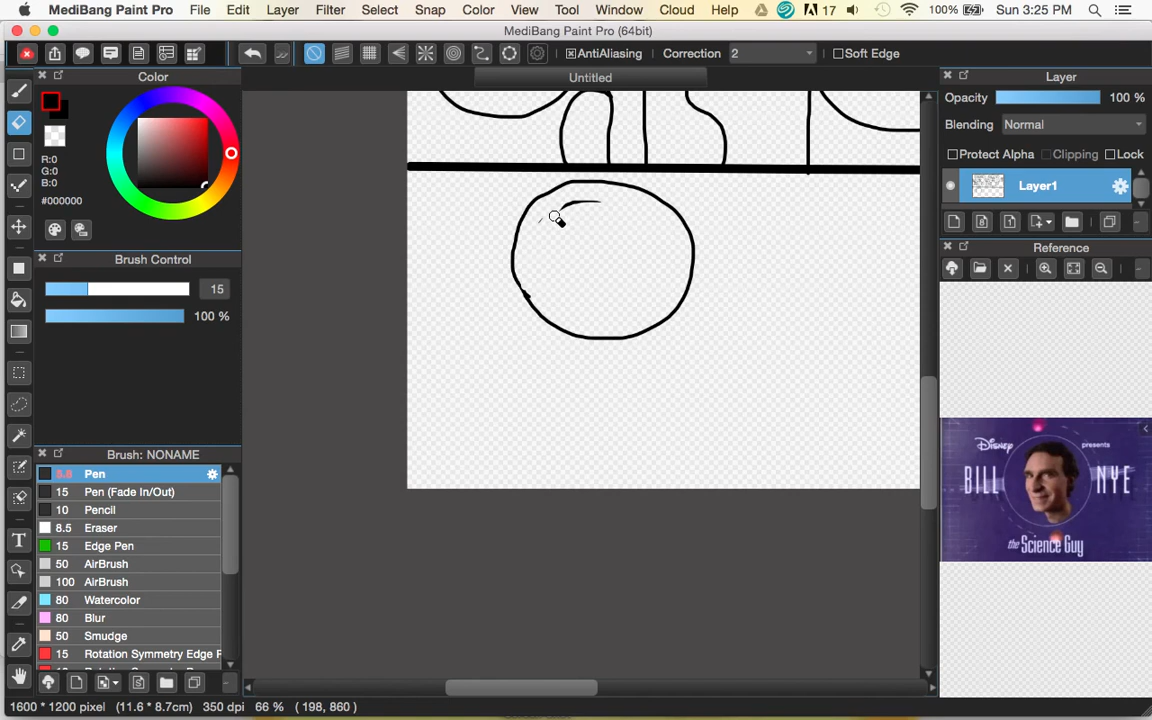 MediBang Paint Pro File Edit Layer Filter Select Snap Color View Tool Window Cloud Help 17 100% Sun 3:25 PM
MediBang Paint Pro (64bit)
AntiAliasing Correction 2 Soft Edge
Untitled
Color
R:0
G:0
B:0
#000000
Brush Control
15
100 %
Brush: NONAME
Pen
15 Pen (Fade In/Out)
10 Pencil
8.5 Eraser
15 Edge Pen
50 AirBrush
100 AirBrush
80 Watercolor
80 Blur
50 Smudge
15 Rotation Symmetry Edge
Layer
Opacity 100 %
Blending Normal
Protect Alpha Clipping Lock
Layer1
Reference
DISNEY presents
BILL NYE
the Science Guy
1600 * 1200 pixel (11.6 * 8.7cm) 350 dpi 66 % ( 198, 860 )